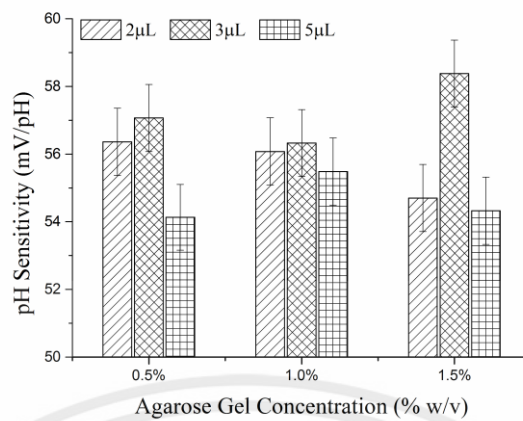 60
58
56
54
52
50
pH Sensitivity (mV/pH)
2μL 3μL 5μL
0.5% 1.0% 1.5%
Agarose Gel Concentration (% w/v)